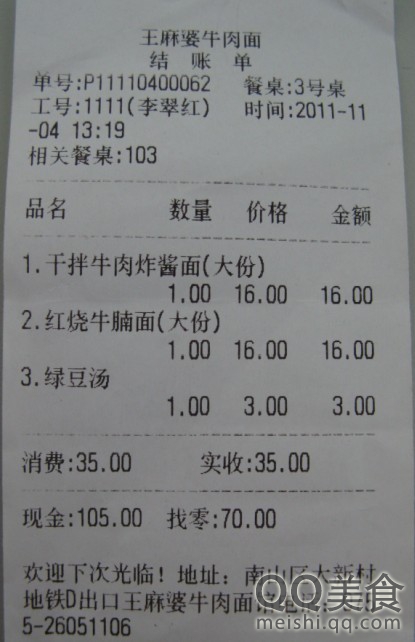 王麻婆牛肉面
结 账 单
单号:P11110400062 餐桌:3号桌
工号:1111(李翠红) 时间:2011-11
-04 13:19
相关餐桌:103
品名 数量 价格 金额
1.干拌牛肉炸酱面(大份)
1.00 16.00 16.00
2.红烧牛腩面(大份)
1.00 16.00 16.00
3.绿豆汤
1.00 3.00 3.00
消费:35.00 实收:35.00
现金:105.00 找零:70.00
欢迎下次光临! 地址: 南山区大新村
地铁D出口王麻婆牛肉面
5-26051106
QQ美食
meishi.qq.com